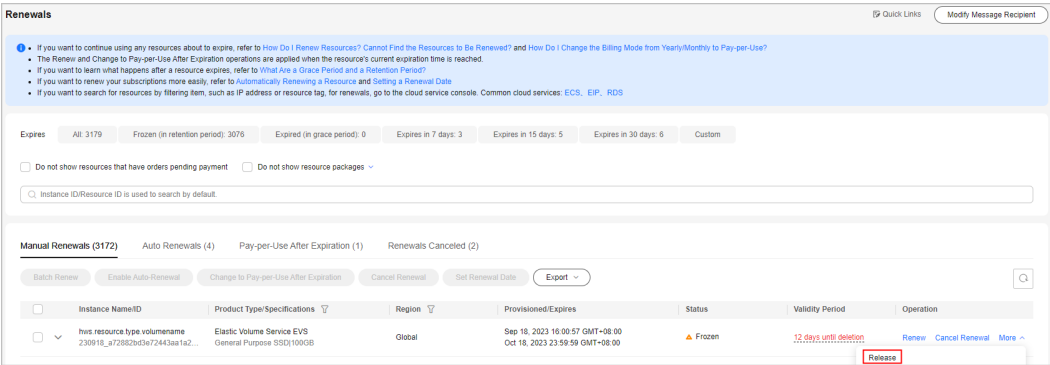 Renewals
Quick Links
Modify Message Recipient
If you want to continue using any resources about to expire, refer to How Do I Renew Resources? Cannot Find the Resources to Be Renewed? and How Do I Change the Billing Mode from Yearly/Monthly to Pay-per-Use?
The Renew and Change to Pay-per-Use After Expiration operations are applied when the resource's current expiration time is reached.
If you want to learn what happens after a resource expires, refer to What Are a Grace Period and a Retention Period?
If you want to renew your subscriptions more easily, refer to Automatically Renewing a Resource and Setting a Renewal Date
If you want to search for resources by filtering item, such as IP address or resource tag, for renewals, go to the cloud service console. Common cloud services: ECS、EIP、RDS
Expires All: 3179 Frozen (in retention period): 3076 Expired (in grace period): 0 Expires in 7 days: 3 Expires in 15 days: 5 Expires in 30 days: 6 Custom
Do not show resources that have orders pending payment Do not show resource packages
Instance ID/Resource ID is used to search by default.
Manual Renewals (3172) Auto Renewals (4) Pay-per-Use After Expiration (1) Renewals Canceled (2)
Batch Renew Enable Auto-Renewal Change to Pay-per-Use After Expiration Cancel Renewal Set Renewal Date Export
Instance Name/ID Product Type/Specifications Region Provisioned/Expires Status Validity Period Operation
hws.resource.type.volumename Elastic Volume Service EVS Global Sep 18, 2023 16:00:57 GMT+08:00 Frozen 12 days until deletion Renew Cancel Renewal More
230918_a72882bd3e72443aa1a2... General Purpose SSD|100GB Oct 18, 2023 23:59:59 GMT+08:00
Release